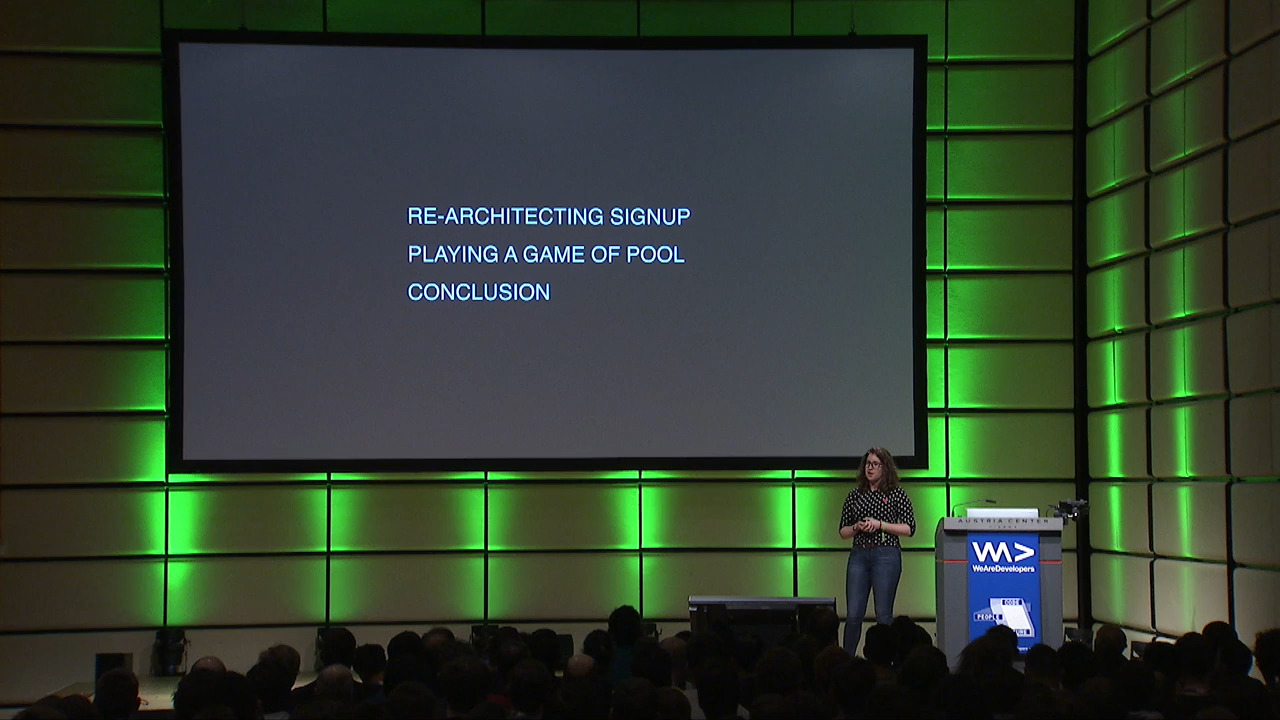 RE-ARCHITECTING SIGNUP
PLAYING A GAME OF POOL
CONCLUSION
AUSTRIA CENTER
WeAreDevelopers
CODE
PEOPLE